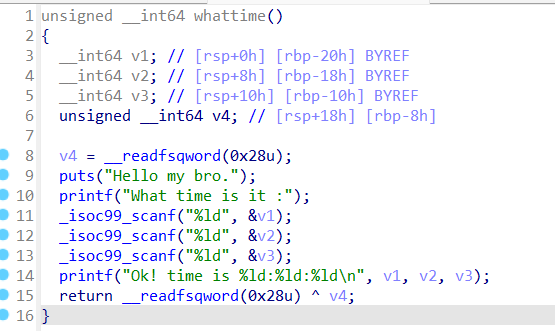 1 unsigned __int64 whattime()
2 {
3 __int64 v1; // [rsp+0h] [rbp-20h] BYREF
4 __int64 v2; // [rsp+8h] [rbp-18h] BYREF
5 __int64 v3; // [rsp+10h] [rbp-10h] BYREF
6 unsigned __int64 v4; // [rsp+18h] [rbp-8h]
7
8 v4 = __readfsqword(0x28u);
9 puts("Hello my bro.");
10 printf("What time is it :");
11 _isoc99_scanf("%ld", &v1);
12 _isoc99_scanf("%ld", &v2);
13 _isoc99_scanf("%ld", &v3);
14 printf("Ok! time is %ld:%ld:%ld\n", v1, v2, v3);
15 return __readfsqword(0x28u) ^ v4;
16 }